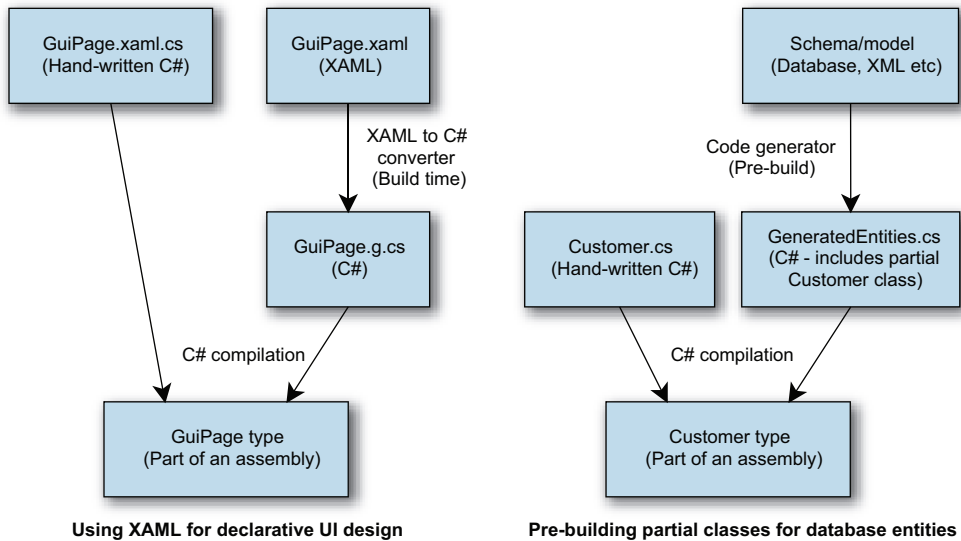 GuiPage.xaml.cs
(Hand-written C#)
GuiPage.xaml
(XAML)
XAML to C#
converter
(Build time)
GuiPage.g.cs
(C#)
C# compilation
GuiPage type
(Part of an assembly)
Using XAML for declarative UI design
Schema/model
(Database, XML etc)
Code generator
(Pre-build)
Customer.cs
(Hand-written C#)
GeneratedEntities.cs
(C# - includes partial
Customer class)
C# compilation
Customer type
(Part of an assembly)
Pre-building partial classes for database entities